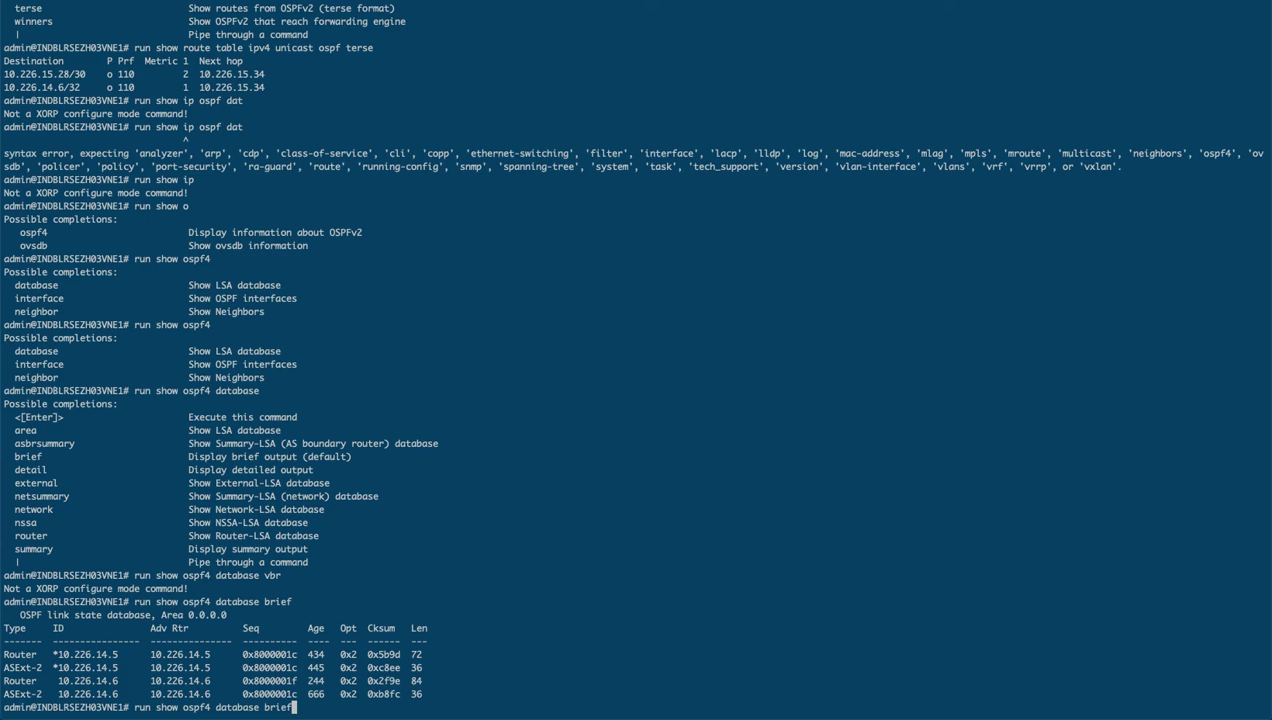 terse Show routes from OSPFv2 (terse format)
winners Show OSPFv2 that reach forwarding engine
| Pipe through a command
admin@INDBLRSEZH03VNE1# run show route table ipv4 unicast ospf terse
Destination P Prf Metric 1 Next hop
10.226.15.28/30 o 110 2 10.226.15.34
10.226.14.6/32 o 110 1 10.226.15.34
admin@INDBLRSEZH03VNE1# run show ip ospf dat
Not a XORP configure mode command!
admin@INDBLRSEZH03VNE1# run show ip ospf dat
^
syntax error, expecting 'analyzer', 'arp', 'cdp', 'class-of-service', 'cli', 'copp', 'ethernet-switching', 'filter', 'interface', 'lacp', 'lldp', 'log', 'mac-address', 'mlag', 'mpls', 'mroute', 'multicast', 'neighbors', 'ospf4', 'ov
sdb', 'policer', 'policy', 'port-security', 'ra-guard', 'route', 'running-config', 'snmp', 'spanning-tree', 'system', 'task', 'tech_support', 'version', 'vlan-interface', 'vlans', 'vrf', 'vrrp', or 'vxlan'.
admin@INDBLRSEZH03VNE1# run show ip
Not a XORP configure mode command!
admin@INDBLRSEZH03VNE1# run show o
Possible completions:
ospf4 Display information about OSPFv2
ovsdb Show ovsdb information
admin@INDBLRSEZH03VNE1# run show ospf4
Possible completions:
database Show LSA database
interface Show OSPF interfaces
neighbor Show Neighbors
admin@INDBLRSEZH03VNE1# run show ospf4
Possible completions:
database Show LSA database
interface Show OSPF interfaces
neighbor Show Neighbors
admin@INDBLRSEZH03VNE1# run show ospf4 database
Possible completions:
<[Enter]> Execute this command
area Show LSA database
asbrsummary Show Summary-LSA (AS boundary router) database
brief Display brief output (default)
detail Display detailed output
external Show External-LSA database
netsummary Show Summary-LSA (network) database
network Show Network-LSA database
nssa Show NSSA-LSA database
router Show Router-LSA database
summary Display summary output
| Pipe through a command
admin@INDBLRSEZH03VNE1# run show ospf4 database vbr
Not a XORP configure mode command!
admin@INDBLRSEZH03VNE1# run show ospf4 database brief
OSPF link state database, Area 0.0.0.0
Type ID Adv Rtr Seq Age Opt Cksum Len
------- ---------------- --------------- ---------- ---- --- ------ ---
Router *10.226.14.5 10.226.14.5 0x8000001c 434 0x2 0x5b9d 72
ASExt-2 *10.226.14.5 10.226.14.5 0x8000001c 445 0x2 0xc8ee 36
Router 10.226.14.6 10.226.14.6 0x8000001f 244 0x2 0x2f9e 84
ASExt-2 10.226.14.6 10.226.14.6 0x8000001c 666 0x2 0xb8fc 36
admin@INDBLRSEZH03VNE1# run show ospf4 database brief